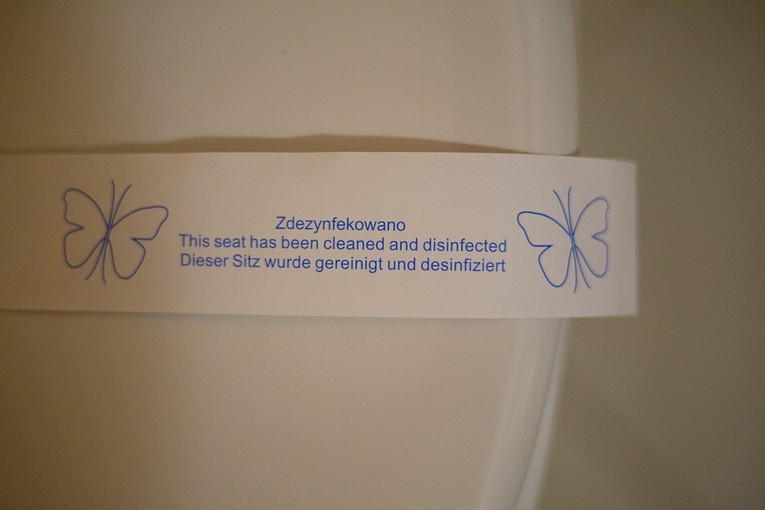 Zdezynfekowano
This seat has been cleaned and disinfected
Dieser Sitz wurde gereinigt und desinfiziert